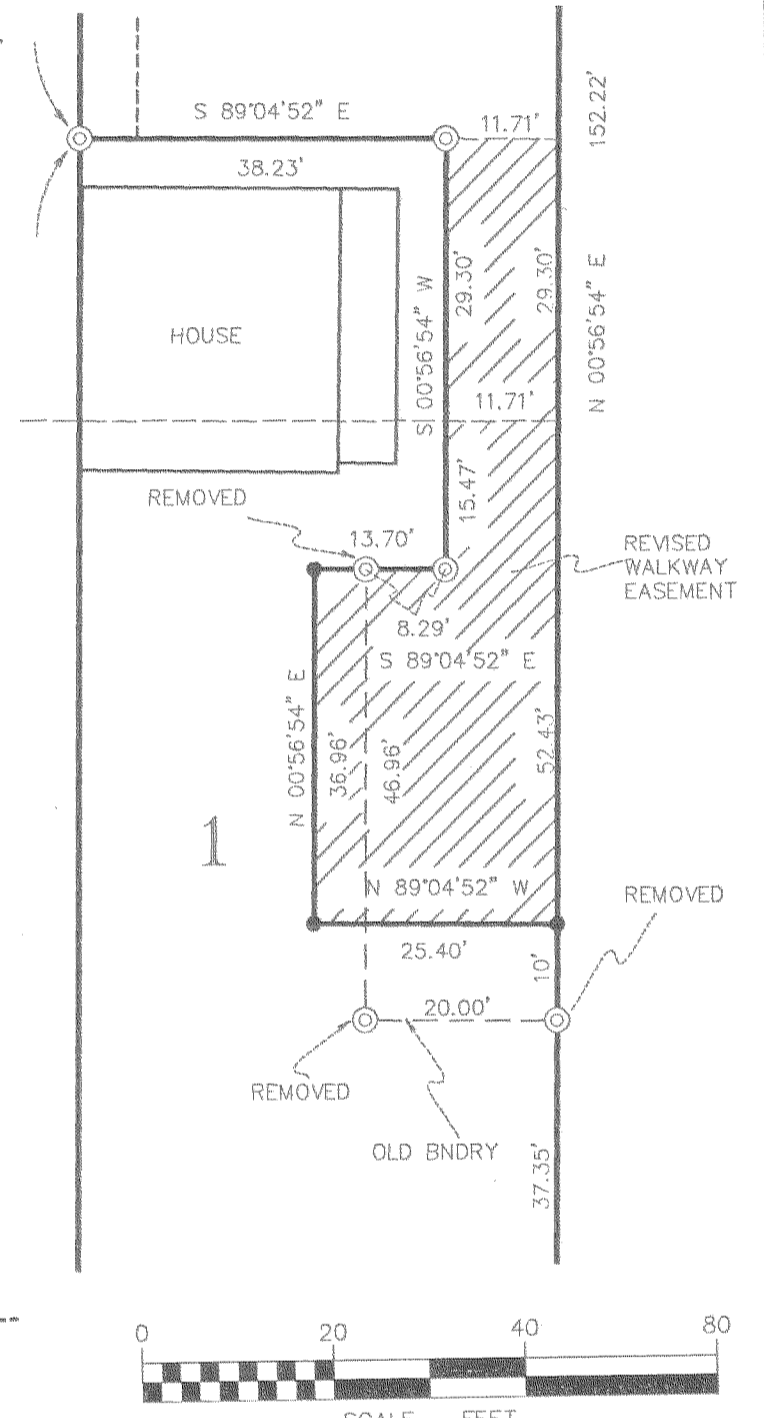 S 89°04'52" E
11.71'
152.22'
38.23'
29.30'
29.30'
S 00°56'54" W
N 00°56'54" E
HOUSE
11.71'
15.47'
REMOVED
13.70'
REVISED
WALKWAY
EASEMENT
8.29'
S 89°04'52" E
N 00°56'54" E
36.96'
46.96'
52.43'
1
N 89°04'52" W
REMOVED
25.40'
10'
20.00'
REMOVED
OLD BNDRY
37.35'
0 20 40 80
SCALE FEET